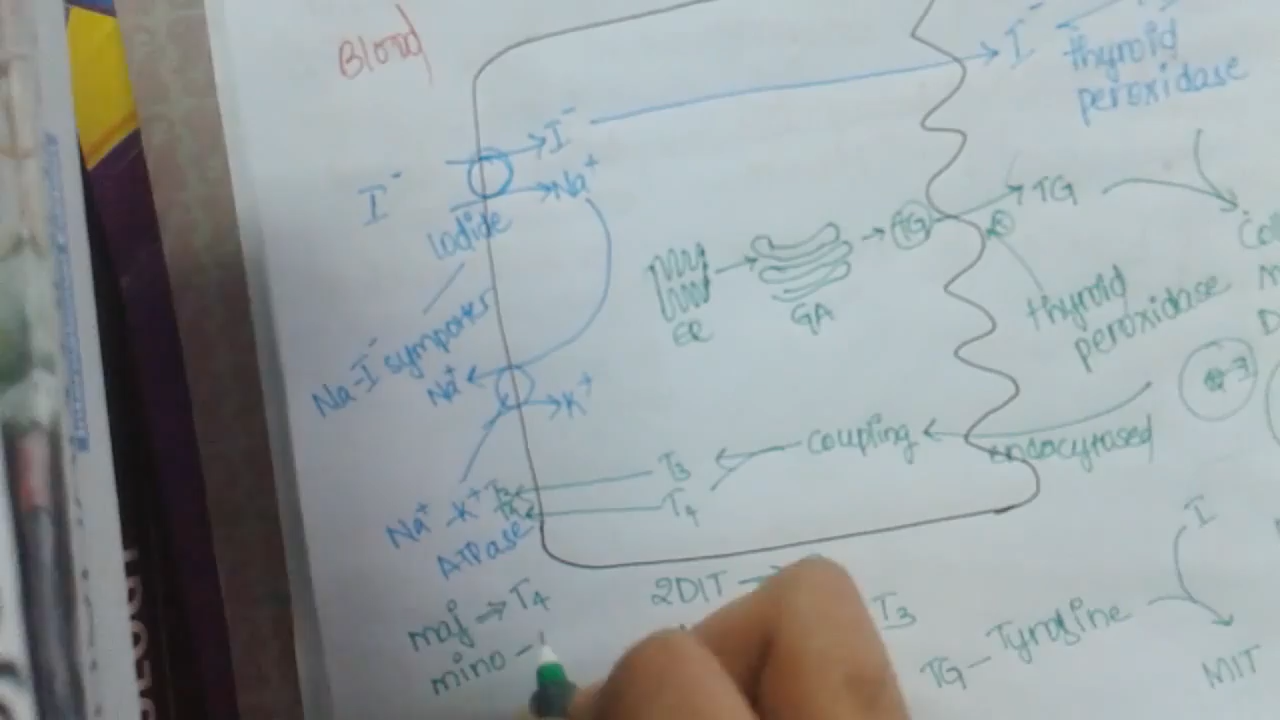 Blood
I⁻
thyroid
peroxidase
I⁻
I⁻
Na⁺
Iodide
TG
TG
ER
GA
thyroid
peroxidase
Na-I⁻ symporter
Na⁺
K⁺
coupling
endocytosed
T3
T4
Na⁺ K⁺
ATPase
maj → T4
mino -
2DIT →
T3
TG - Tyrosine
I
MIT